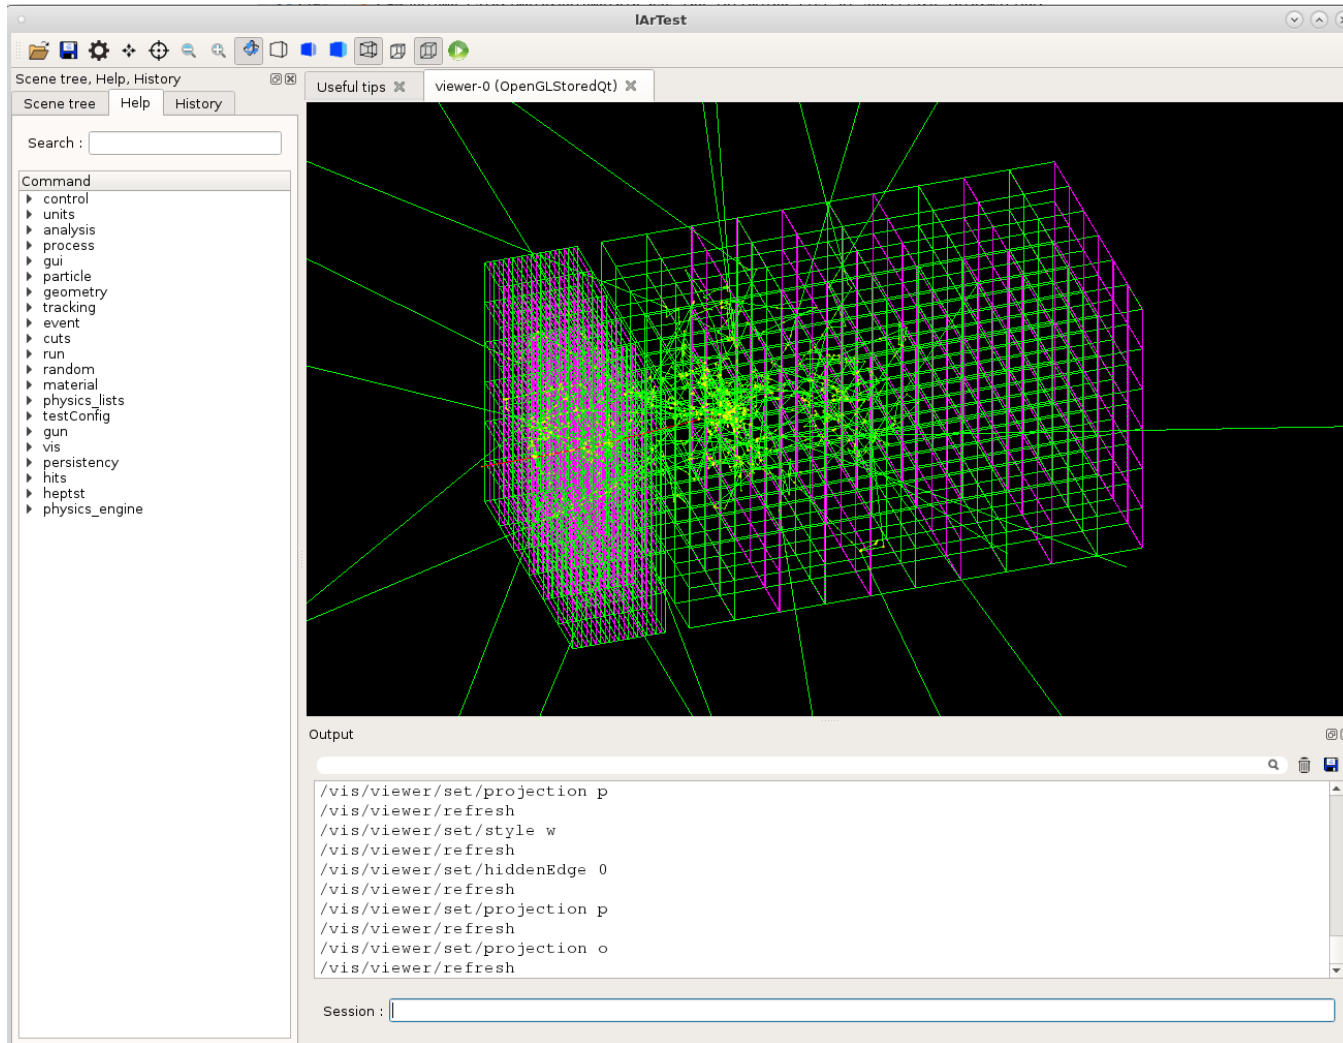 lArTest
Scene tree, Help, History
Useful tips
viewer-0 (OpenGLStoredQt)
Scene tree
Help
History
Search :
Command
control
units
analysis
process
gui
particle
geometry
tracking
event
cuts
run
random
material
physics_lists
testConfig
gun
vis
persistency
hits
heptst
physics_engine
Output
/vis/viewer/set/projection p
/vis/viewer/refresh
/vis/viewer/set/style w
/vis/viewer/refresh
/vis/viewer/set/hiddenEdge 0
/vis/viewer/refresh
/vis/viewer/set/projection p
/vis/viewer/refresh
/vis/viewer/set/projection o
/vis/viewer/refresh
Session :